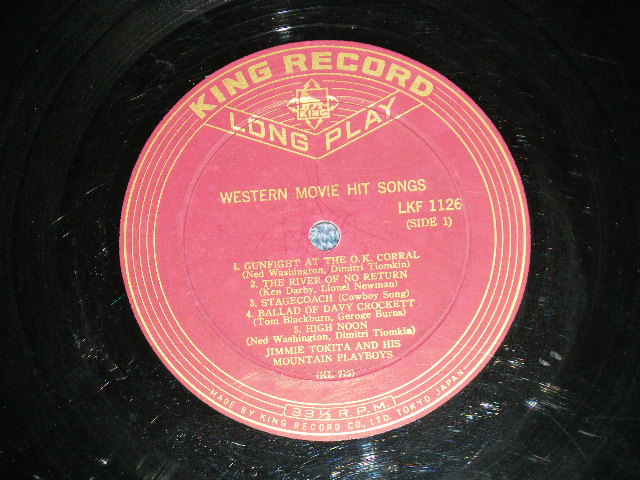 KING RECORD
KING
LONG PLAY
WESTERN MOVIE HIT SONGS
LKF 1126
(SIDE 1)
1. GUNFIGHT AT THE O.K. CORRAL
(Ned Washington, Dimitri Tiomkin)
2. THE RIVER OF NO RETURN
(Ken Darby, Lionel Newman)
3. STAGECOACH (Cowboy Song)
4. BALLAD OF DAVY CROCKETT
(Tom Blackburn, Geroge Burns)
5. HIGH NOON
(Ned Washington, Dimitri Tiomkin)
JIMMIE TOKITA AND HIS
MOUNTAIN PLAYBOYS
(KL 715)
33⅓ R.P.M.
MADE BY KING RECORD CO., LTD. TOKYO JAPAN